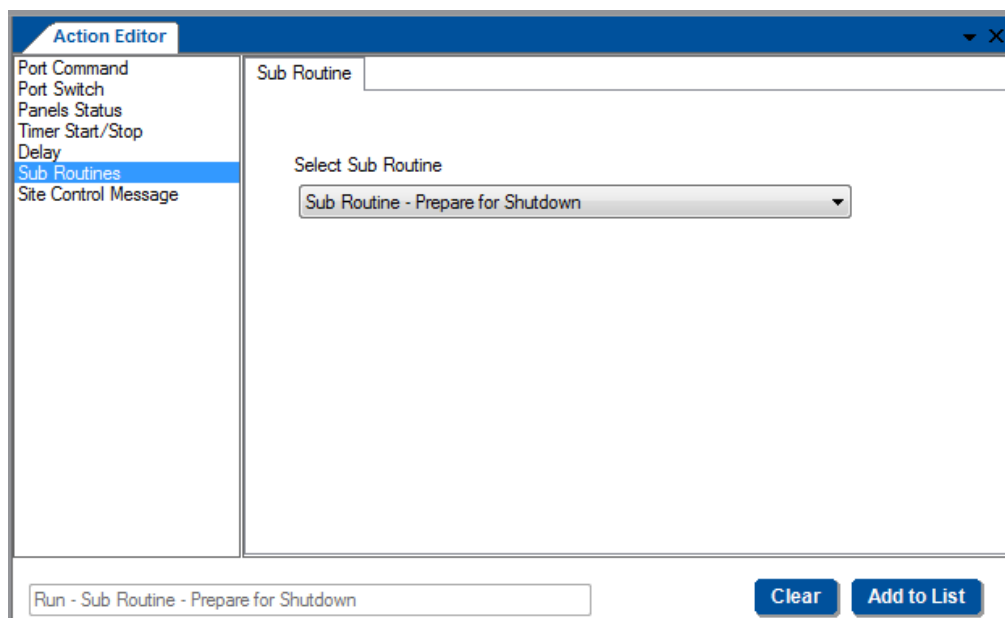 Action Editor
Port Command
Port Switch
Panels Status
Timer Start/Stop
Delay
Sub Routines
Site Control Message
Sub Routine
Select Sub Routine
Sub Routine - Prepare for Shutdown
Run - Sub Routine - Prepare for Shutdown
Clear
Add to List